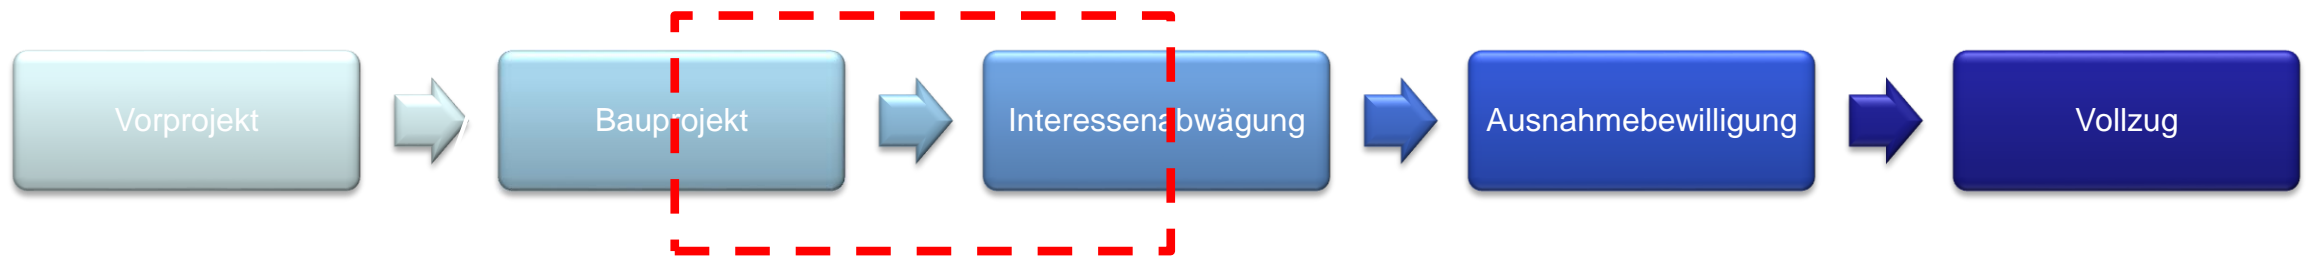 Vorprojekt
Bauprojekt
Interessenabwägung
Ausnahmebewilligung
Vollzug